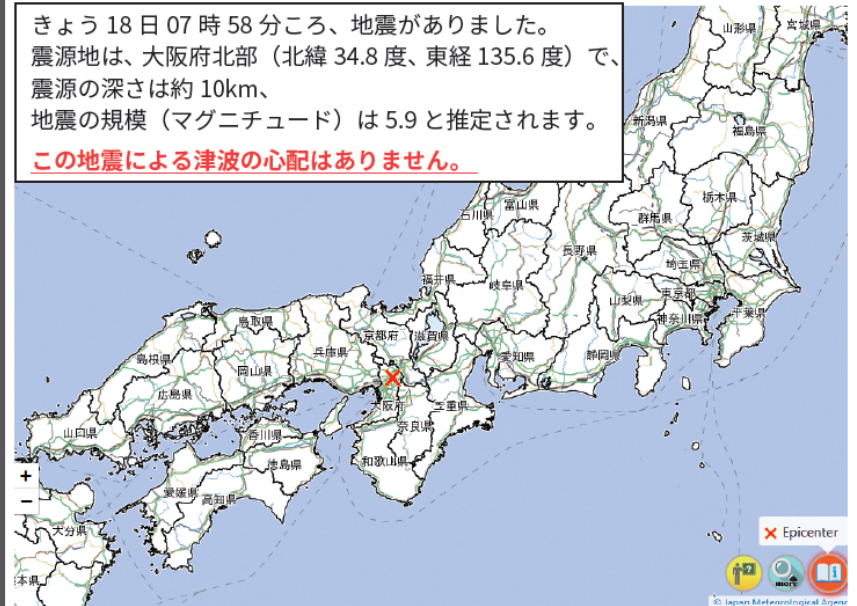 きょう 18 日 07 時 58 分ころ、地震がありました。
震源地は、大阪府北部（北緯 34.8 度、東経 135.6 度）で、
震源の深さは約 10km、
地震の規模（マグニチュード）は 5.9 と推定されます。
この地震による津波の心配はありません。
山形県
宮城県
新潟県
福島県
石川県
富山県
栃木県
群馬県
茨城県
長野県
埼玉県
福井県
岐阜県
山梨県
東京都
千葉県
神奈川県
鳥取県
京都府
滋賀県
兵庫県
愛知県
静岡県
島根県
岡山県
広島県
大阪府
三重県
奈良県
山口県
香川県
徳島県
和歌山県
愛媛県
高知県
大分県
本県
+
−
× Epicenter
more
© Japan Meteorological Agency